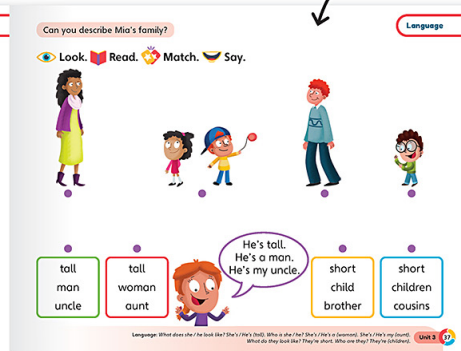 Language
Can you describe Mia's family?
Look. Read. Match. Say.
He's tall.
He's a man.
He's my uncle.
tall
man
uncle
tall
woman
aunt
short
child
brother
short
children
cousins
Language: What does she / he look like? She's / He's (tall). Who is she / he? She's / He's a (woman). She's / He's my (aunt).
What do they look like? They're short. Who are they? They're (children).
Unit 3 37